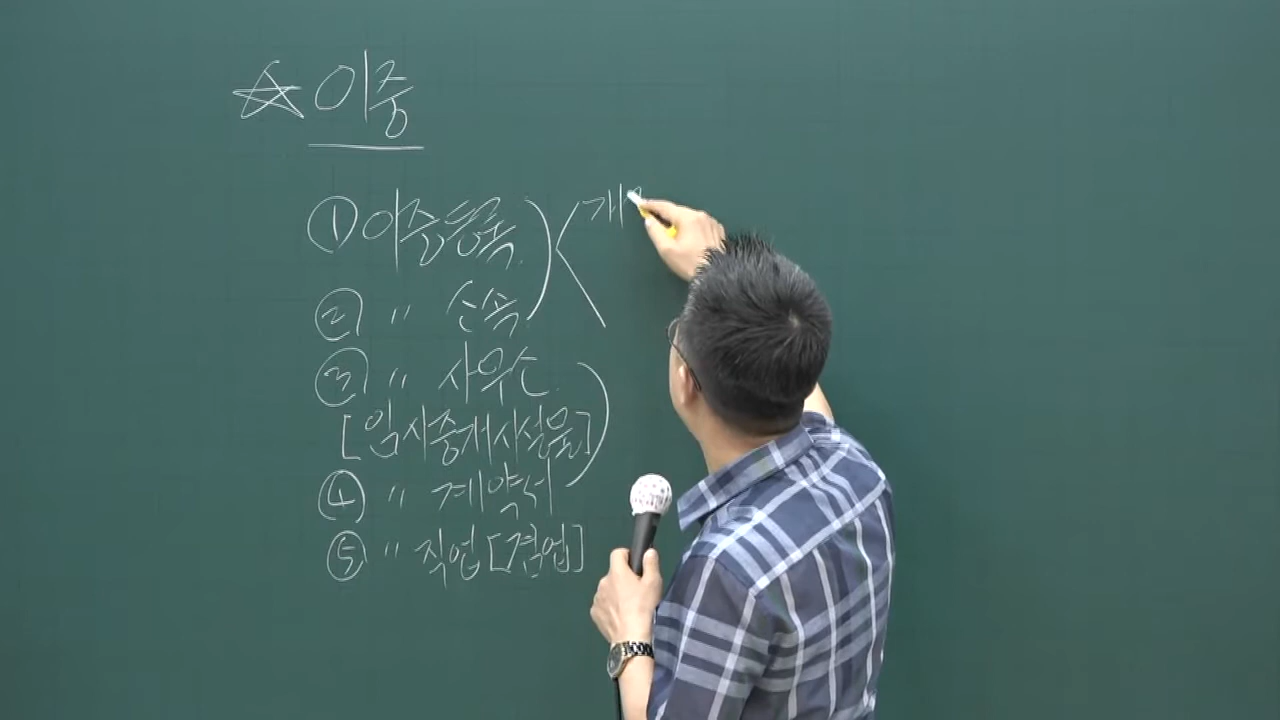 ☆ 이중
① 이중등록
② 〃 소속
③ 〃 사무소
[임시중개시설물]
④ 〃 계약서
⑤ 〃 직업 [겸업]
개